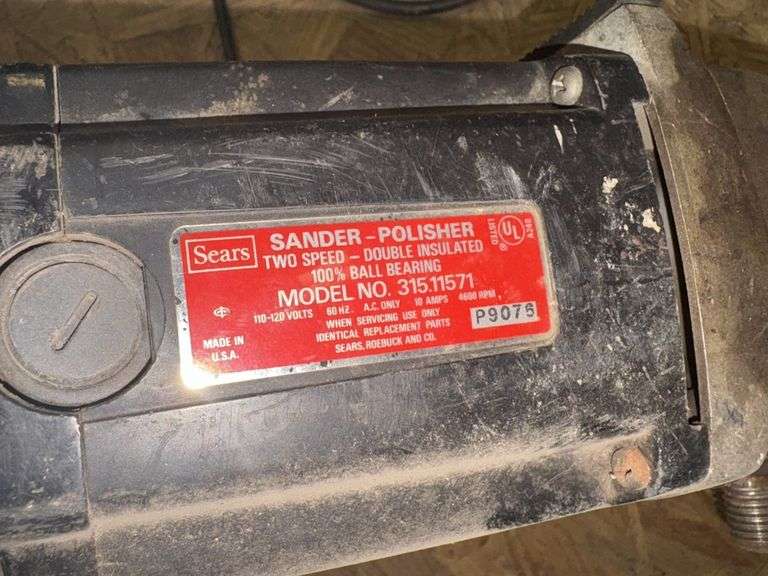 Sears
SANDER-POLISHER
TWO SPEED - DOUBLE INSULATED
100% BALL BEARING
MODEL NO. 315.11571
110-120 VOLTS 60 HZ A.C. ONLY 10 AMPS 4600 RPM
WHEN SERVICING USE ONLY
IDENTICAL REPLACEMENT PARTS
SEARS, ROEBUCK AND CO.
MADE IN
U.S.A.
P9076
UL
LISTED